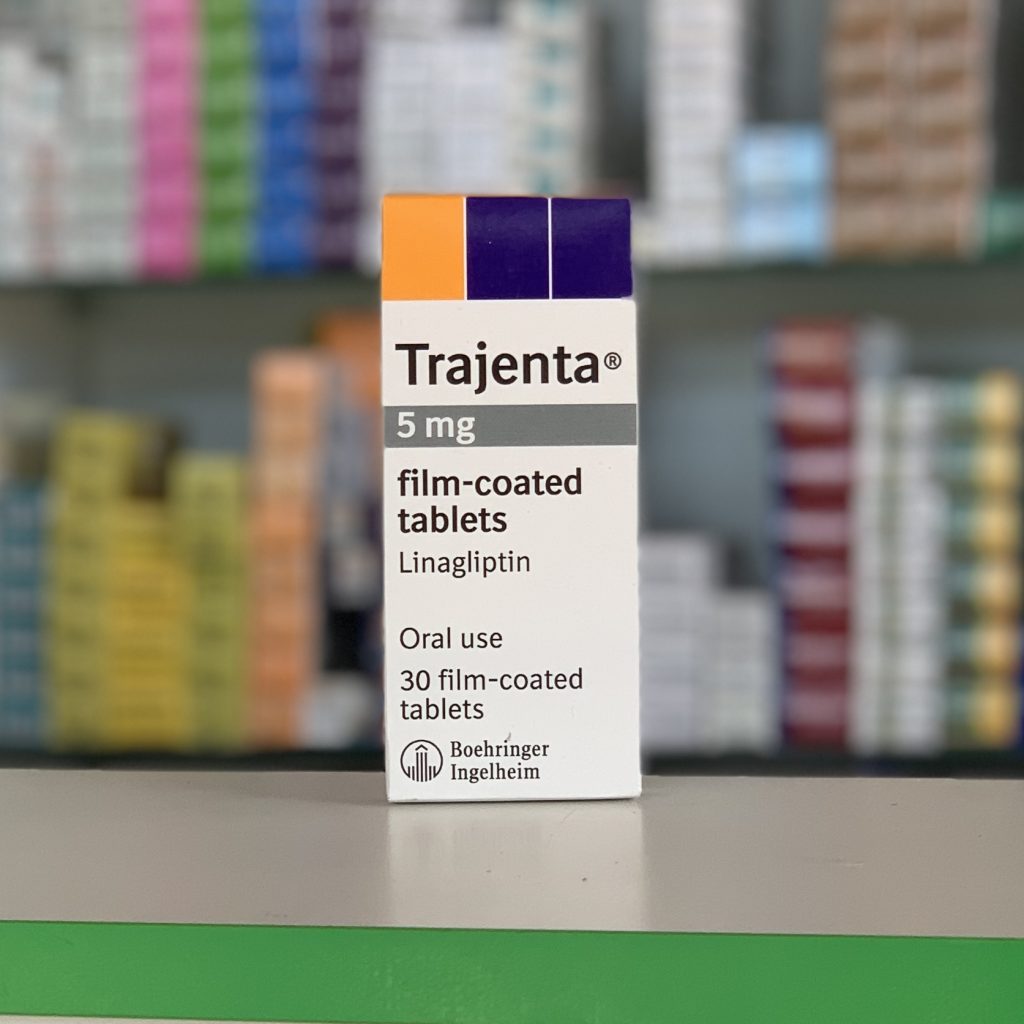 Trajenta®
5 mg
film-coated
tablets
Linagliptin
Oral use
30 film-coated
tablets
Boehringer
Ingelheim